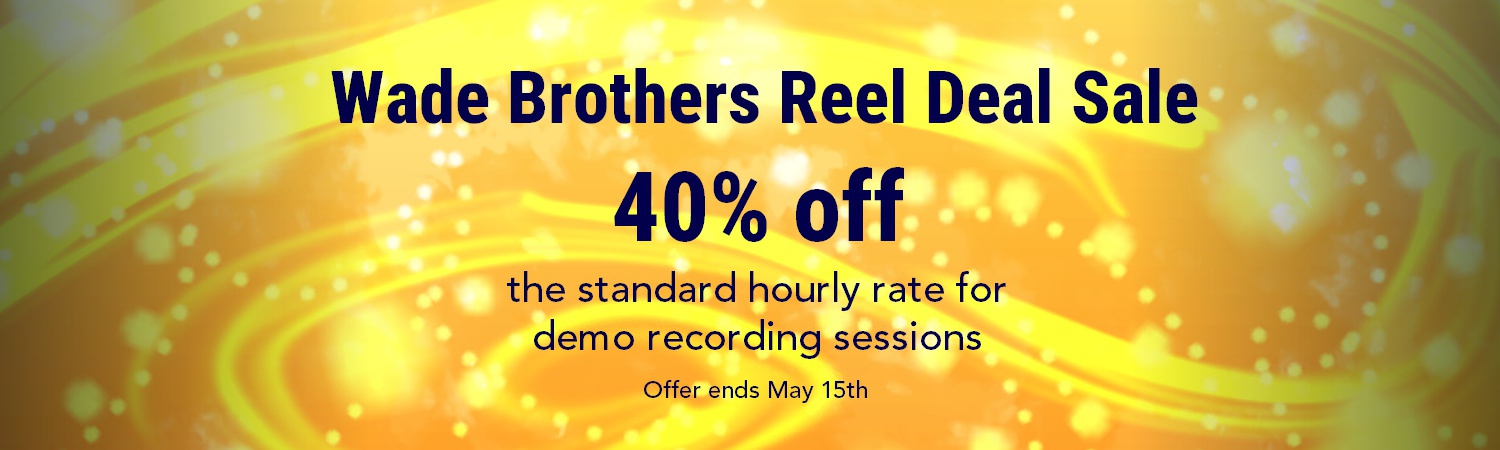 Wade Brothers Reel Deal Sale
40% off
the standard hourly rate for
demo recording sessions
Offer ends May 15th